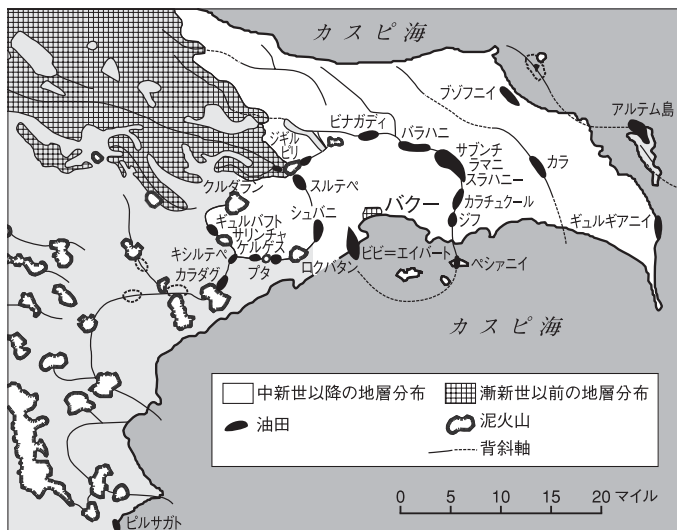 カスピ海
ブゾフニイ
アルテム島
ビナガディ
バラハニ
ジギル
ピリ
サブンチ
ラマニ
スラハニー
カラ
クルダラン
スルテペ
カラチュクール
バクー
ジフ
ギュルバフト
サリンチャ
ケルゲス
シュバニ
ギュルギアニイ
キシルテペ
カラダグ
プタ
ロクバタン
ビビ=エイバート
ペシァニイ
カスピ海
中新世以降の地層分布
漸新世以前の地層分布
油田
泥火山
背斜軸
0 5 10 15 20 マイル
ピルサガト